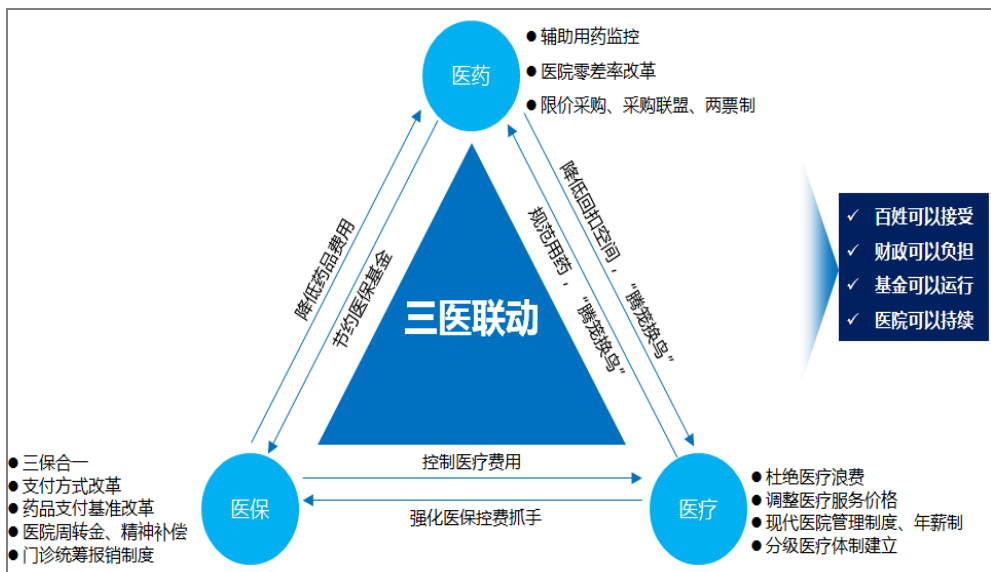 医药
●辅助用药监控
●医院零差率改革
●限价采购、采购联盟、两票制
降低药品费用
节约医保基金
降低回扣空间，“腾笼换鸟”
规范用药，“腾笼换鸟”
三医联动
✓ 百姓可以接受
✓ 财政可以负担
✓ 基金可以运行
✓ 医院可以持续
●三保合一
●支付方式改革
●药品支付基准改革
●医院周转金、精神补偿
●门诊统筹报销制度
医保
控制医疗费用
强化医保控费抓手
医疗
●杜绝医疗浪费
●调整医疗服务价格
●现代医院管理制度、年薪制
●分级医疗体制建立